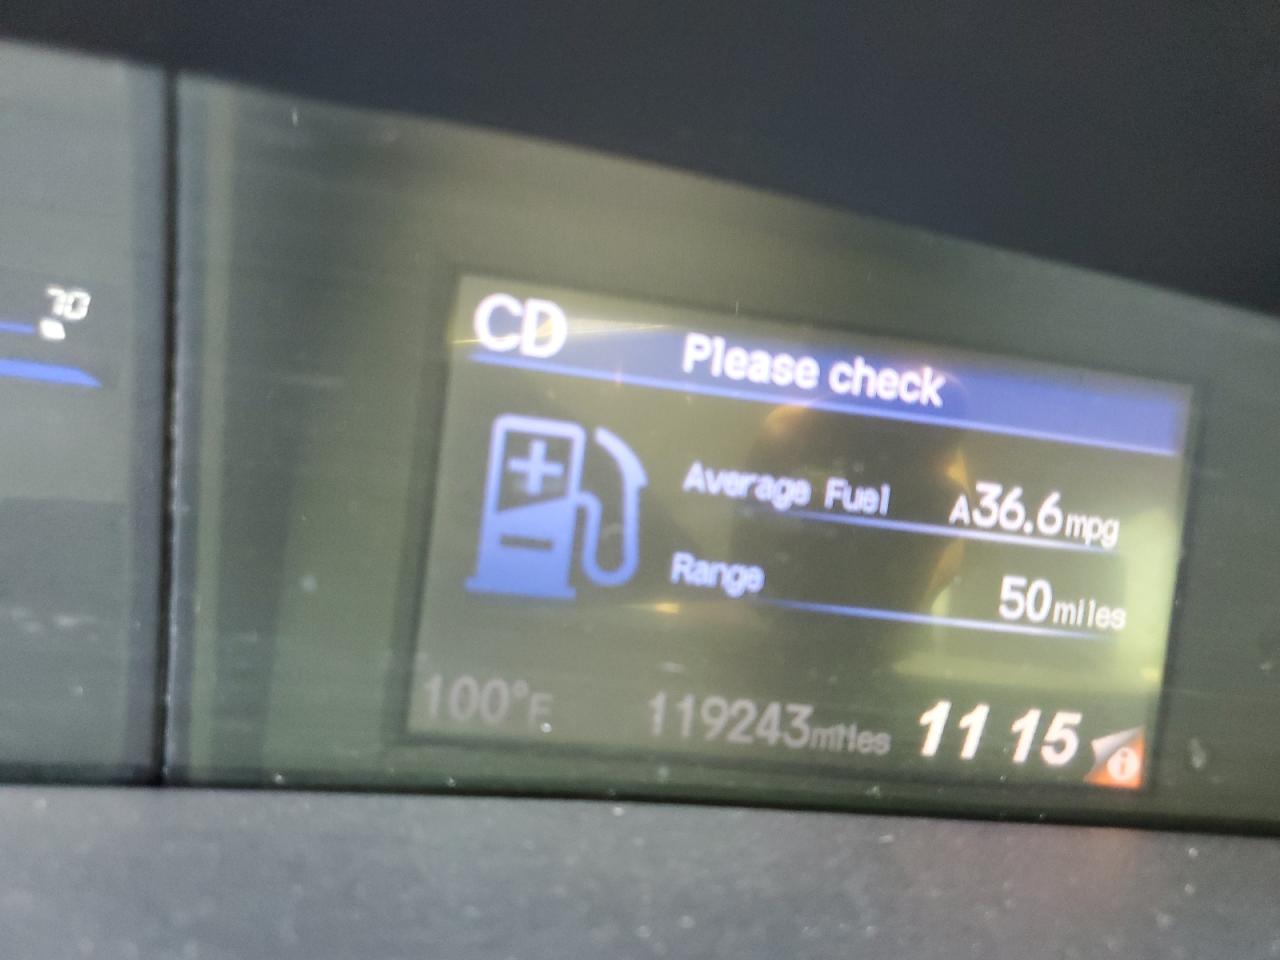 70
CD
Please check
Average Fuel A36.6mpg
Range 50miles
100°F 119243miles 11 15 i